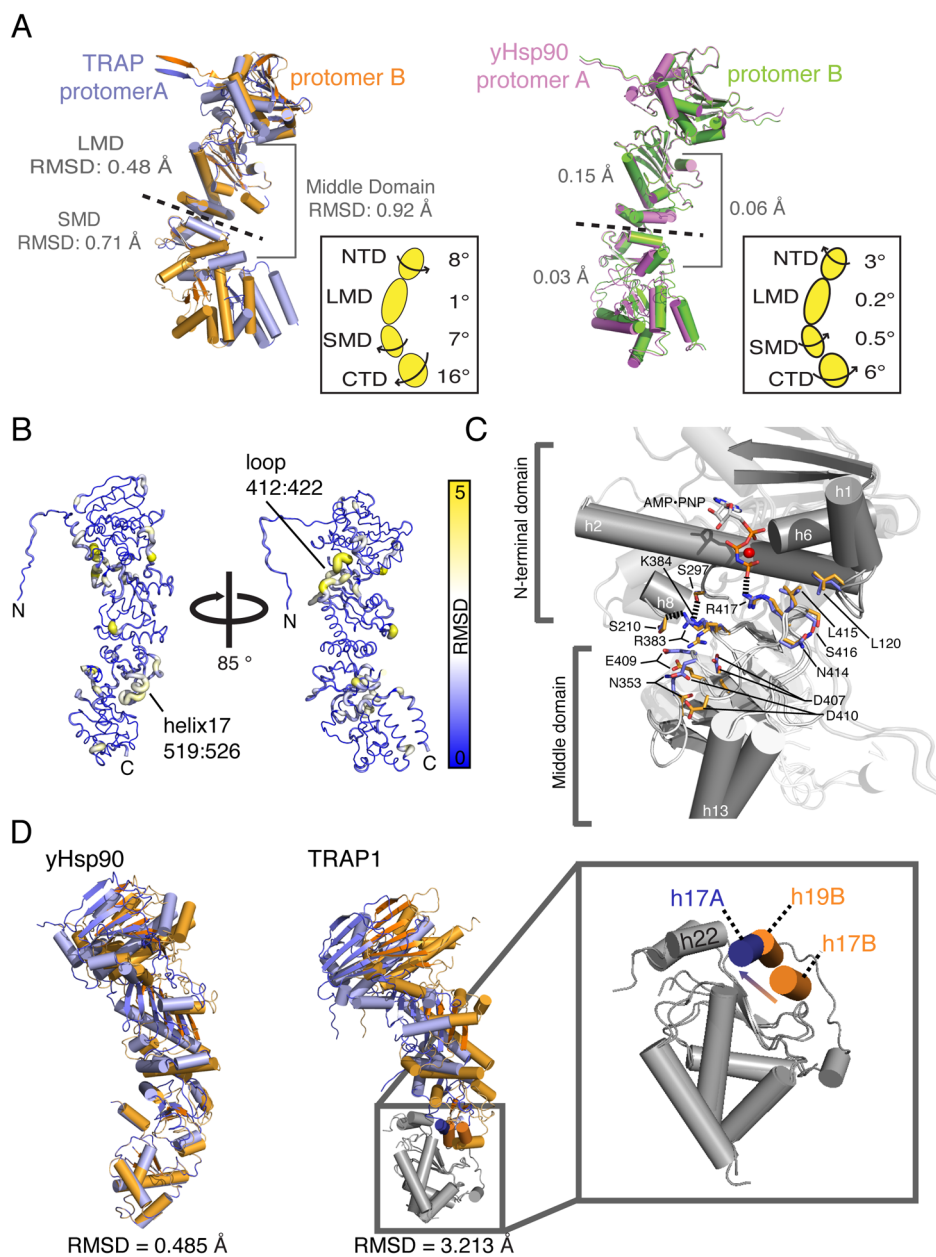 A
TRAP
protomerA
protomer B
LMD
RMSD: 0.48 Å
SMD
RMSD: 0.71 Å
Middle Domain
RMSD: 0.92 Å
NTD 8°
LMD 1°
SMD 7°
CTD 16°
yHsp90
protomer A
protomer B
0.15 Å
0.06 Å
0.03 Å
NTD 3°
LMD 0.2°
SMD 0.5°
CTD 6°
B
N
C
helix17
519:526
85 °
loop
412:422
N
C
5
RMSD
0
C
N-terminal domain
Middle domain
AMP•PNP
h1
h2
h6
K384
S297
h8
R417
S210
R383
L415
L120
S416
N414
E409
N353
D407
D410
h13
D
yHsp90
RMSD = 0.485 Å
TRAP1
RMSD = 3.213 Å
h17A
h19B
h22
h17B